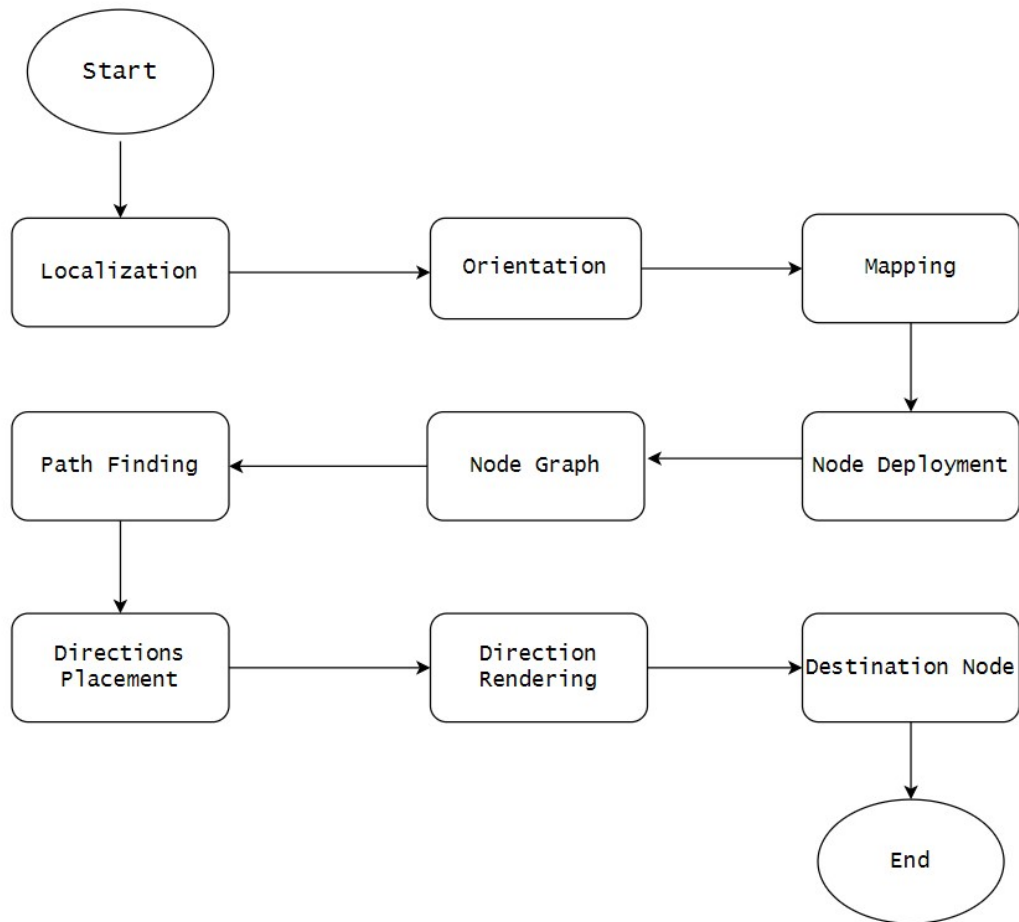 Start
Localization
Orientation
Mapping
Path Finding
Node Graph
Node Deployment
Directions
Placement
Direction
Rendering
Destination Node
End